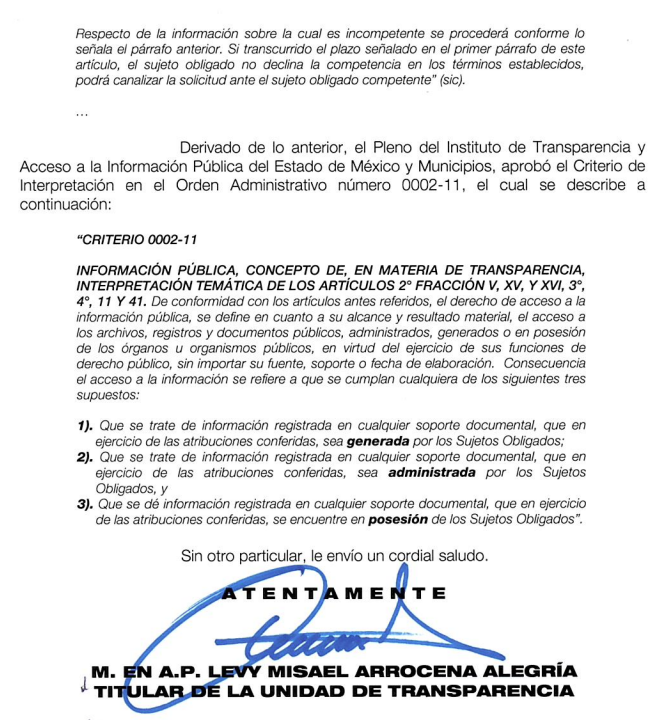 Respecto de la información sobre la cual es incompetente se procederá conforme lo
señala el párrafo anterior. Si transcurrido el plazo señalado en el primer párrafo de este
artículo, el sujeto obligado no declina la competencia en los términos establecidos,
podrá canalizar la solicitud ante el sujeto obligado competente” (sic).
...
Derivado de lo anterior, el Pleno del Instituto de Transparencia y
Acceso a la Información Pública del Estado de México y Municipios, aprobó el Criterio de
Interpretación en el Orden Administrativo número 0002-11, el cual se describe a
continuación:
“CRITERIO 0002-11
INFORMACIÓN PÚBLICA, CONCEPTO DE, EN MATERIA DE TRANSPARENCIA,
INTERPRETACIÓN TEMÁTICA DE LOS ARTÍCULOS 2° FRACCIÓN V, XV, Y XVI, 3°,
4°, 11 Y 41. De conformidad con los artículos antes referidos, el derecho de acceso a la
información pública, se define en cuanto a su alcance y resultado material, el acceso a
los archivos, registros y documentos públicos, administrados, generados o en posesión
de los órganos u organismos públicos, en virtud del ejercicio de sus funciones de
derecho público, sin importar su fuente, soporte o fecha de elaboración. Consecuencia
el acceso a la información se refiere a que se cumplan cualquiera de los siguientes tres
supuestos:
1). Que se trate de información registrada en cualquier soporte documental, que en
ejercicio de las atribuciones conferidas, sea generada por los Sujetos Obligados;
2). Que se trate de información registrada en cualquier soporte documental, que en
ejercicio de las atribuciones conferidas, sea administrada por los Sujetos
Obligados, y
3). Que se dé información registrada en cualquier soporte documental, que en ejercicio
de las atribuciones conferidas, se encuentre en posesión de los Sujetos Obligados”.
Sin otro particular, le envío un cordial saludo.
A T E N T A M E N T E
M. EN A.P. LEVY MISAEL ARROCENA ALEGRÍA
TITULAR DE LA UNIDAD DE TRANSPARENCIA